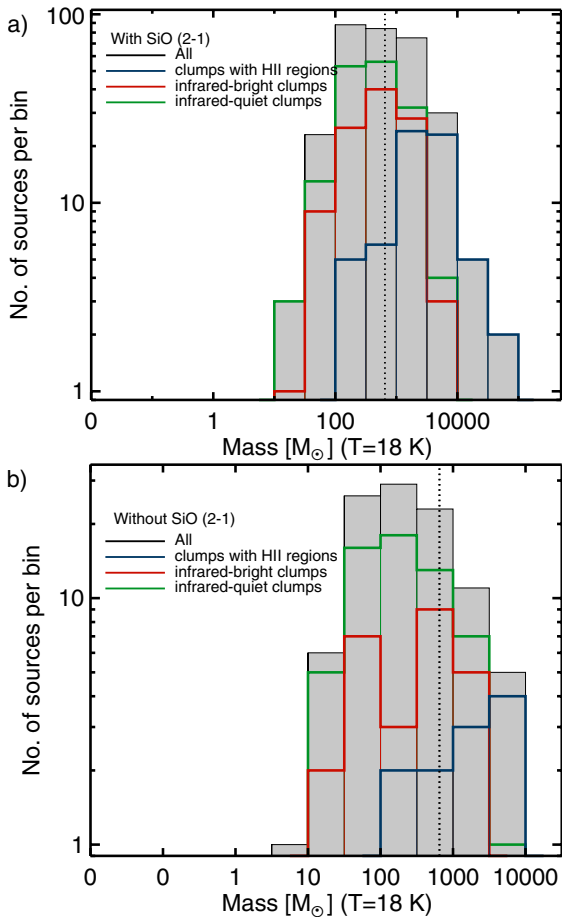 a)
With SiO (2-1)
All
clumps with HII regions
infrared-bright clumps
infrared-quiet clumps
100
10
1
No. of sources per bin
0 1 100 10000
Mass [M⊙] (T=18 K)
b)
Without SiO (2-1)
All
clumps with HII regions
infrared-bright clumps
infrared-quiet clumps
10
1
No. of sources per bin
0 0 1 10 100 1000 10000
Mass [M⊙] (T=18 K)